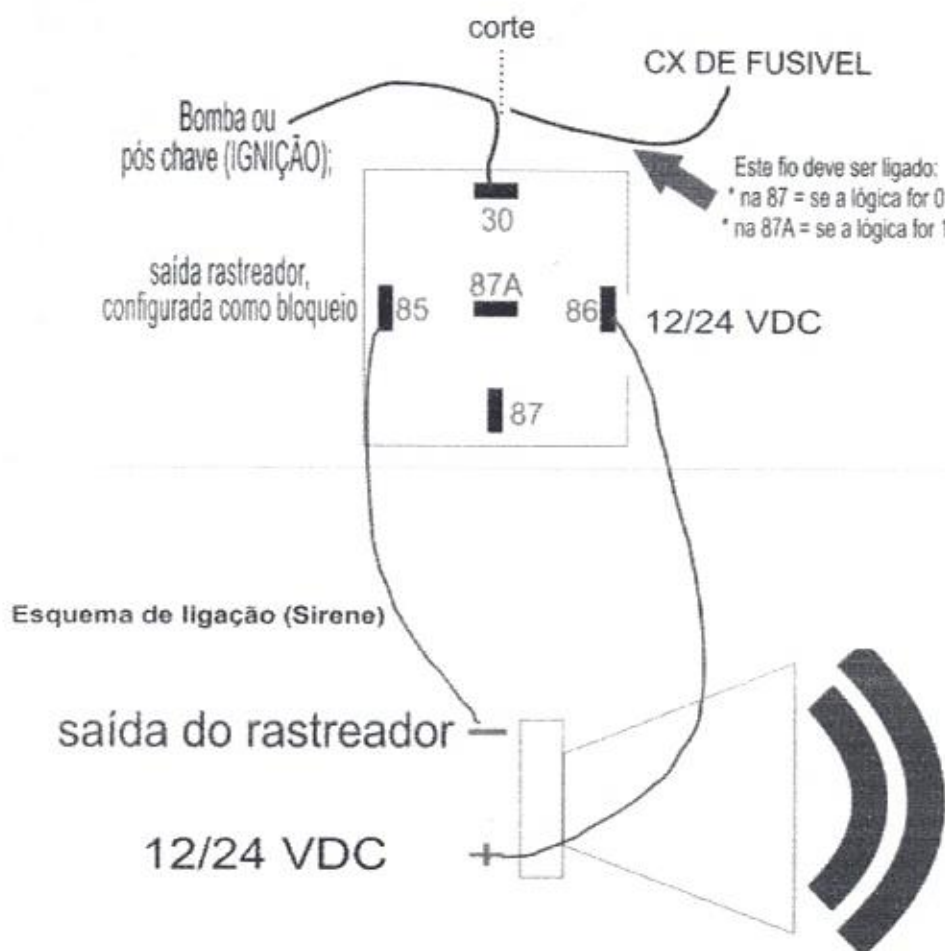 corte
CX DE FUSIVEL
Bomba ou
pós chave (IGNIÇÃO);
Este fio deve ser ligado:
* na 87 = se a lógica for 0
* na 87A = se a lógica for 1
30
saída rastreador,
configurada como bloqueio
85
87A
86
12/24 VDC
87
Esquema de ligação (Sirene)
saída do rastreador –
12/24 VDC +